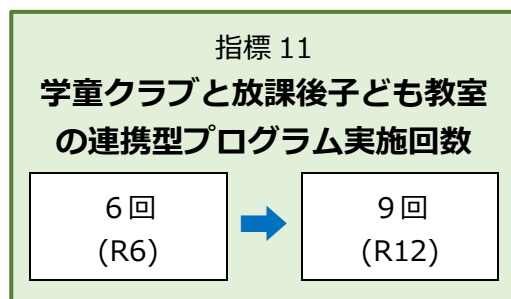 指標 11
学童クラブと放課後子ども教室
の連携型プログラム実施回数
6回
(R6)
9回
(R12)